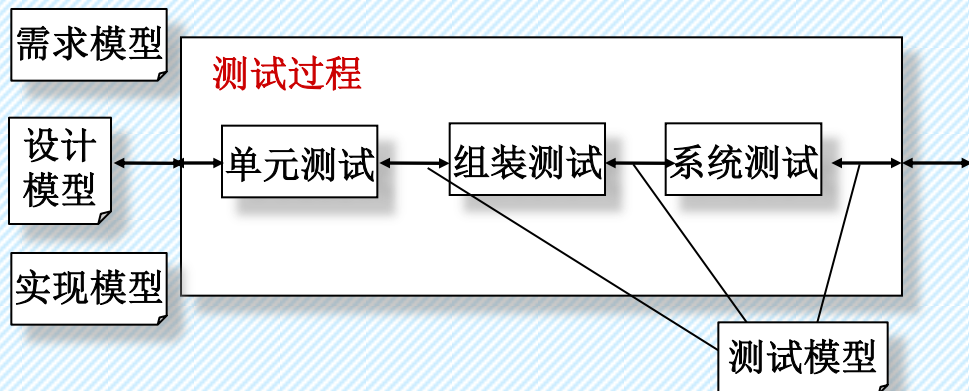 需求模型
测试过程
设计
模型
单元测试
组装测试
系统测试
实现模型
测试模型